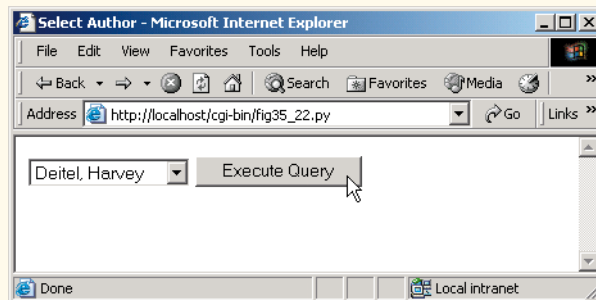 Select Author - Microsoft Internet Explorer
File Edit View Favorites Tools Help
Back Search Favorites Media »
Address http://localhost/cgi-bin/fig35_22.py Go Links »
Deitel, Harvey Execute Query
Done Local intranet